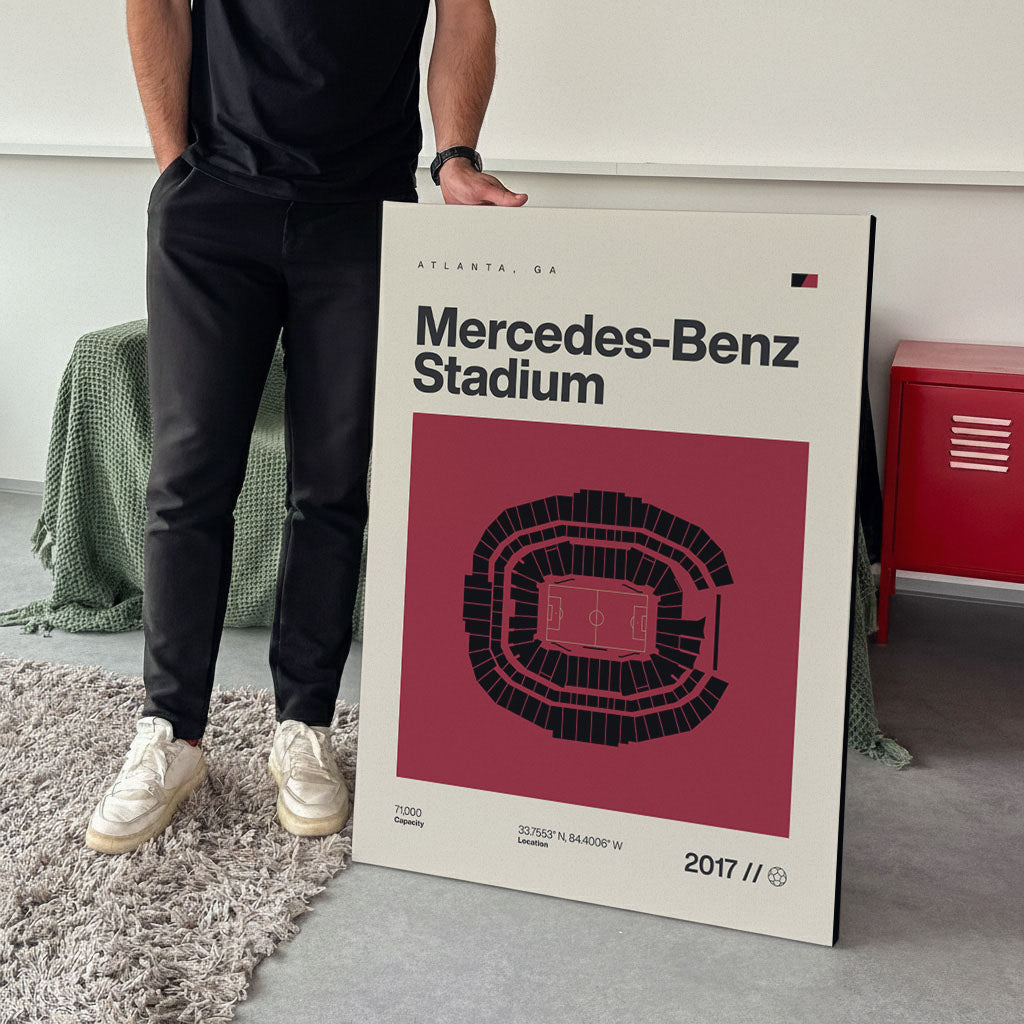 ATLANTA, GA
Mercedes-Benz
Stadium
71,000
Capacity
33.7553° N, 84.4006° W
Location
2017 //